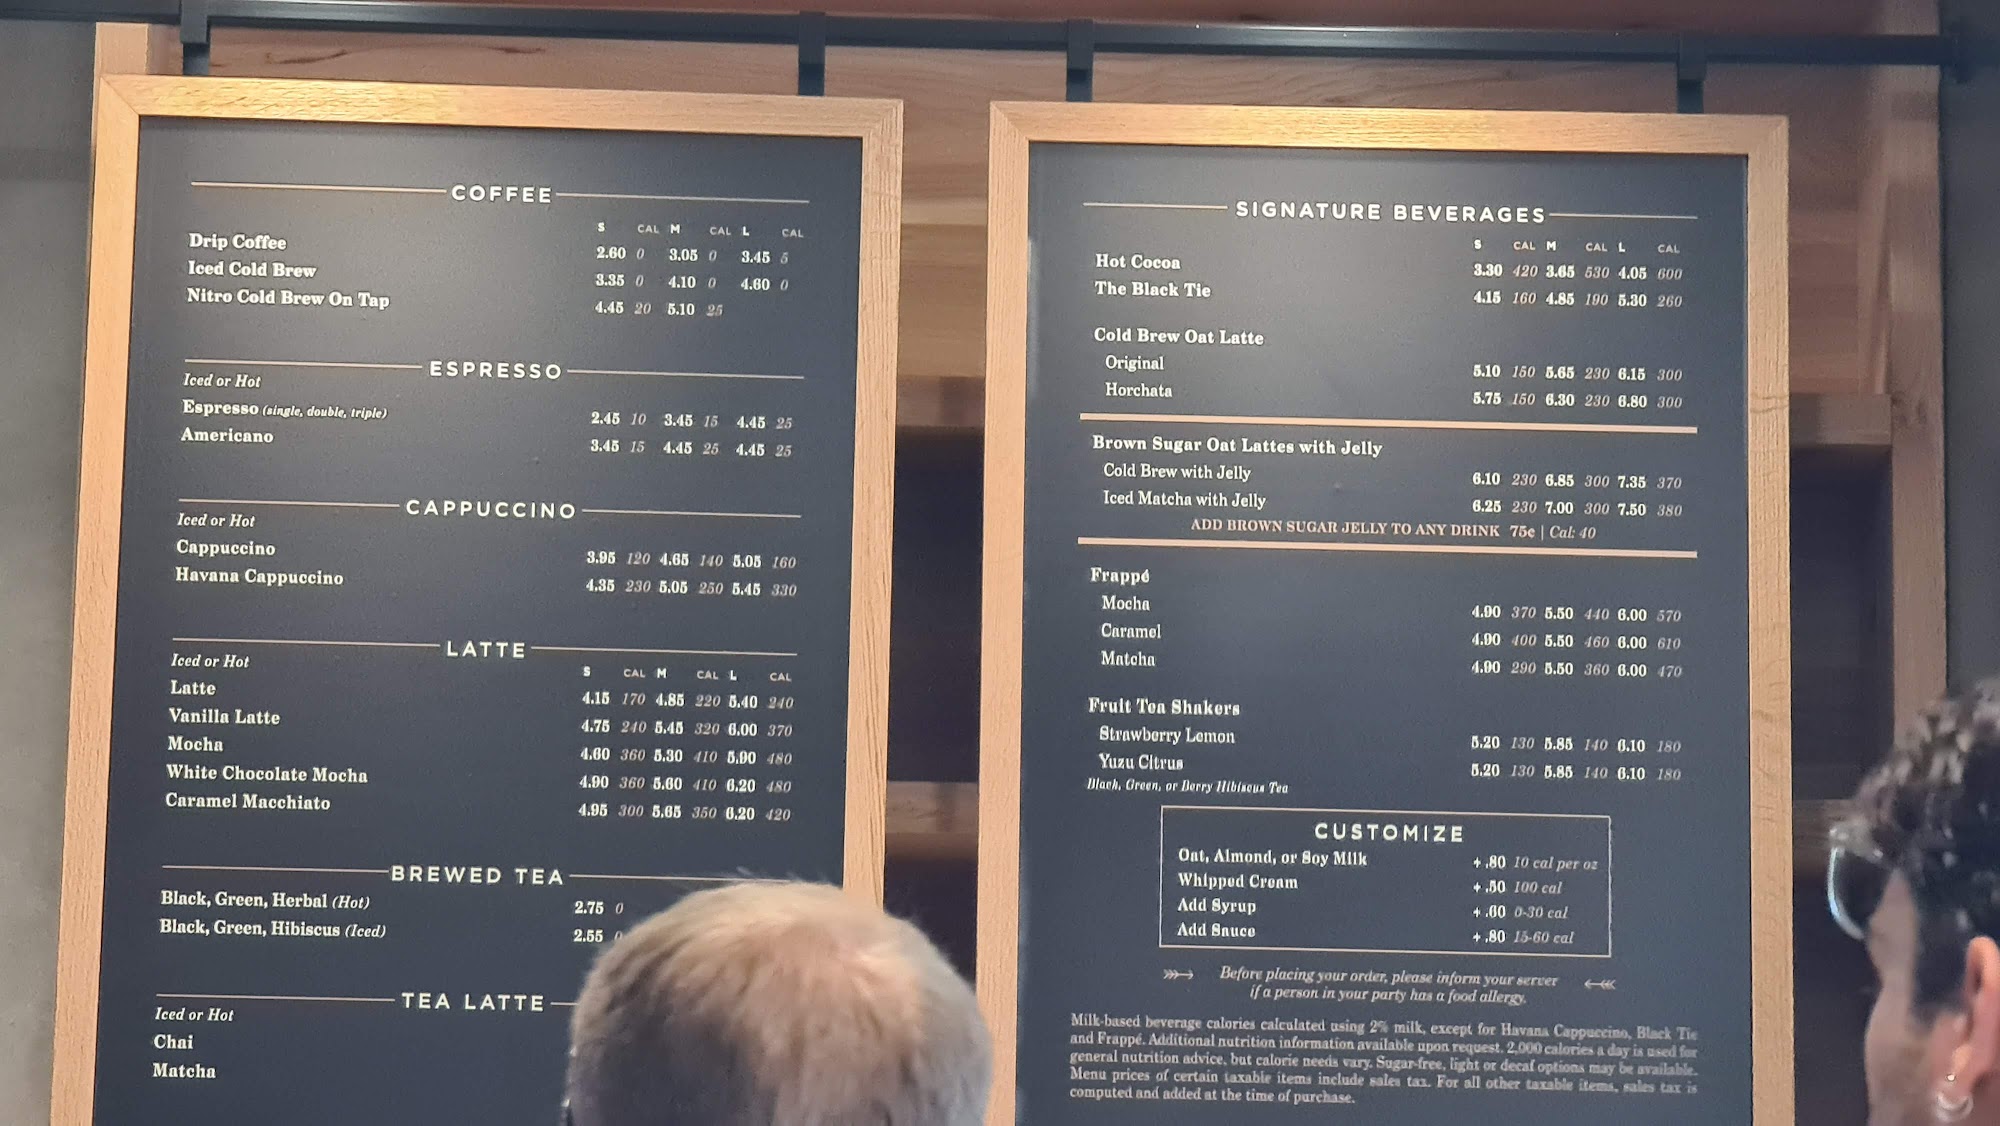 COFFEE
S CAL M CAL L CAL
Drip Coffee 2.60 0 3.05 0 3.45 5
Iced Cold Brew 3.35 0 4.10 0 4.60 0
Nitro Cold Brew On Tap 4.45 20 5.10 25
ESPRESSO
Iced or Hot
Espresso (single, double, triple) 2.45 10 3.45 15 4.45 25
Americano 3.45 15 4.45 25 4.45 25
CAPPUCCINO
Iced or Hot
Cappuccino 3.95 120 4.65 140 5.05 160
Havana Cappuccino 4.35 230 5.05 250 5.45 330
LATTE
Iced or Hot S CAL M CAL L CAL
Latte 4.15 170 4.85 220 5.40 240
Vanilla Latte 4.75 240 5.45 320 6.00 370
Mocha 4.60 360 5.30 410 5.90 480
White Chocolate Mocha 4.90 360 5.60 410 6.20 480
Caramel Macchiato 4.95 300 5.65 350 6.20 420
BREWED TEA
Black, Green, Herbal (Hot) 2.75 0
Black, Green, Hibiscus (Iced) 2.55 0
TEA LATTE
Iced or Hot
Chai
Matcha
SIGNATURE BEVERAGES
S CAL M CAL L CAL
Hot Cocoa 3.30 420 3.65 530 4.05 600
The Black Tie 4.15 160 4.85 190 5.30 260
Cold Brew Oat Latte
Original 5.10 150 5.65 230 6.15 300
Horchata 5.75 150 6.30 230 6.80 300
Brown Sugar Oat Lattes with Jelly
Cold Brew with Jelly 6.10 230 6.85 300 7.35 370
Iced Matcha with Jelly 6.25 230 7.00 300 7.50 380
ADD BROWN SUGAR JELLY TO ANY DRINK 75¢ | Cal: 40
Frappé
Mocha 4.90 370 5.50 440 6.00 570
Caramel 4.90 400 5.50 460 6.00 610
Matcha 4.90 290 5.50 360 6.00 470
Fruit Tea Shakers
Strawberry Lemon 5.20 130 5.85 140 6.10 180
Yuzu Citrus 5.20 130 5.85 140 6.10 180
Black, Green, or Berry Hibiscus Tea
CUSTOMIZE
Oat, Almond, or Soy Milk + .80 10 cal per oz
Whipped Cream + .50 100 cal
Add Syrup + .60 0-30 cal
Add Sauce + .80 15-60 cal
Before placing your order, please inform your server
if a person in your party has a food allergy.
Milk-based beverage calories calculated using 2% milk, except for Havana Cappuccino, Black Tie
and Frappé. Additional nutrition information available upon request. 2,000 calories a day is used for
general nutrition advice, but calorie needs vary. Sugar-free, light or decaf options may be available.
Menu prices of certain taxable items include sales tax. For all other taxable items, sales tax is
computed and added at the time of purchase.